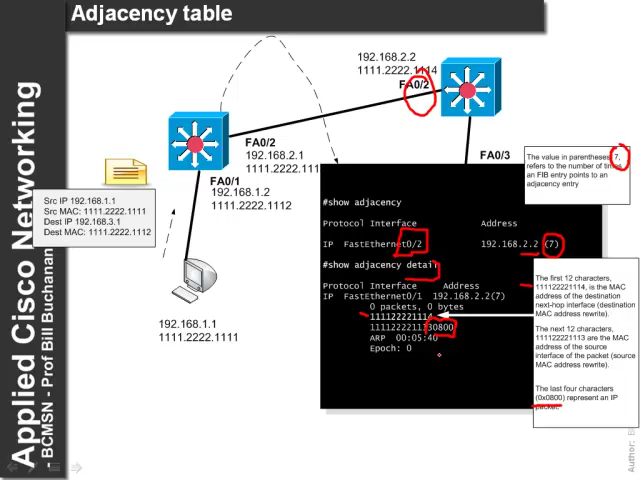 Adjacency table
Applied Cisco Networking
- BCMSN - Prof Bill Buchanan
192.168.2.2
1111.2222.1114
FA0/2
FA0/2
192.168.2.1
1111.2222.111
FA0/1
192.168.1.2
1111.2222.1112
FA0/3
Src IP 192.168.1.1
Src MAC: 1111.2222.1111
Dest IP 192.168.3.1
Dest MAC: 1111.2222.1112
192.168.1.1
1111.2222.1111
The value in parentheses, 7,
refers to the number of times
an FIB entry points to an
adjacency entry
#show adjacency
Protocol Interface Address
IP FastEthernet0/2 192.168.2.2 (7)
#show adjacency detail
Protocol Interface Address
IP FastEthernet0/1 192.168.2.2(7)
0 packets, 0 bytes
111122221114
1111222211130800
ARP 00:05:40
Epoch: 0
The first 12 characters,
111122221114, is the MAC
address of the destination
next-hop interface (destination
MAC address rewrite).
The next 12 characters,
111122221113 are the MAC
address of the source
interface of the packet (source
MAC address rewrite).
The last four characters
(0x0800) represent an IP
packet.
Author: B